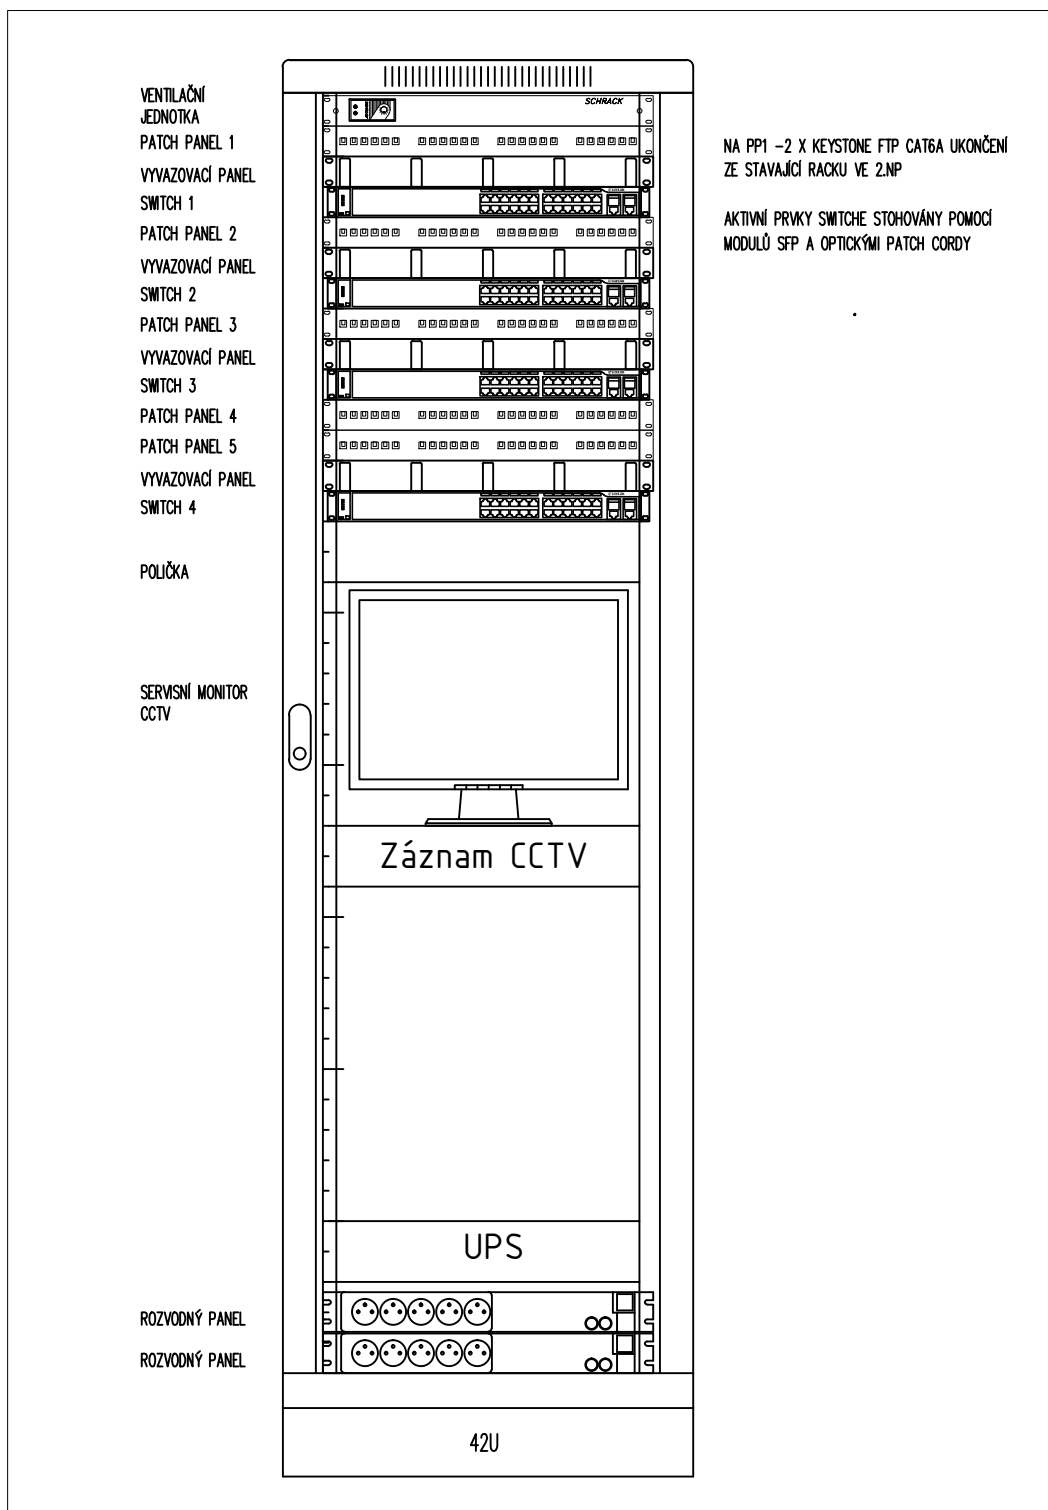 VENTILAČNÍ
JEDNOTKA
SCHRACK
PATCH PANEL 1
VYVAZOVACÍ PANEL
SWITCH 1
PATCH PANEL 2
VYVAZOVACÍ PANEL
SWITCH 2
PATCH PANEL 3
VYVAZOVACÍ PANEL
SWITCH 3
PATCH PANEL 4
PATCH PANEL 5
VYVAZOVACÍ PANEL
SWITCH 4
POLIČKA
SERVISNÍ MONITOR
CCTV
Záznam CCTV
UPS
ROZVODNÝ PANEL
ROZVODNÝ PANEL
42U
NA PP1 -2 X KEYSTONE FTP CAT6A UKONČENÍ
ZE STAVAJÍCÍ RACKU VE 2.NP
AKTIVNÍ PRVKY SWITCHE STOHOVÁNY POMOCÍ
MODULŮ SFP A OPTICKÝMI PATCH CORDY